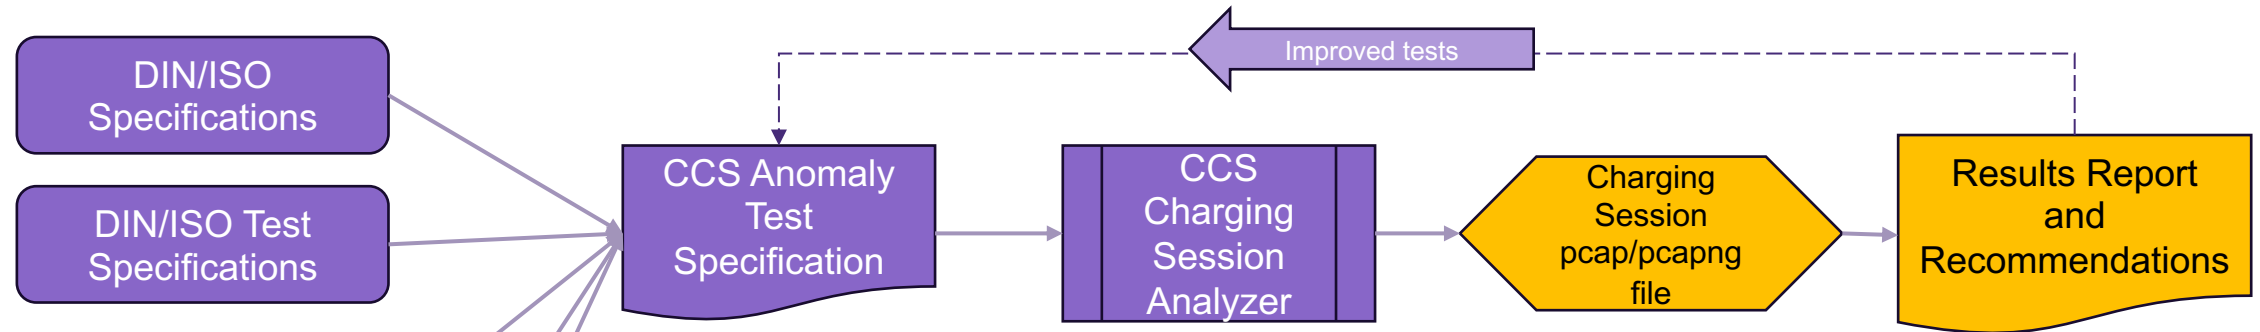 Improved tests
DIN/ISO
Specifications
DIN/ISO Test
Specifications
CCS Anomaly
Test
Specification
CCS
Charging
Session
Analyzer
Charging
Session
pcap/pcapng
file
Results Report
and
Recommendations